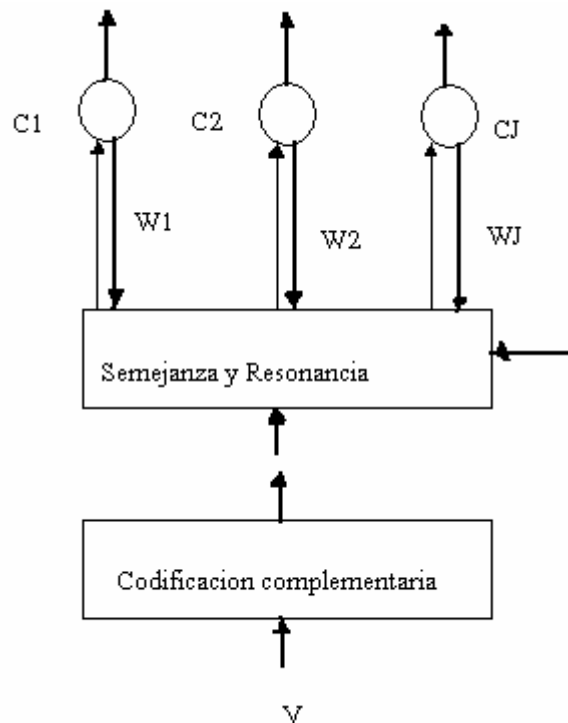 C1
C2
CJ
W1
W2
WJ
Semejanza y Resonancia
Codificacion complementaria
V